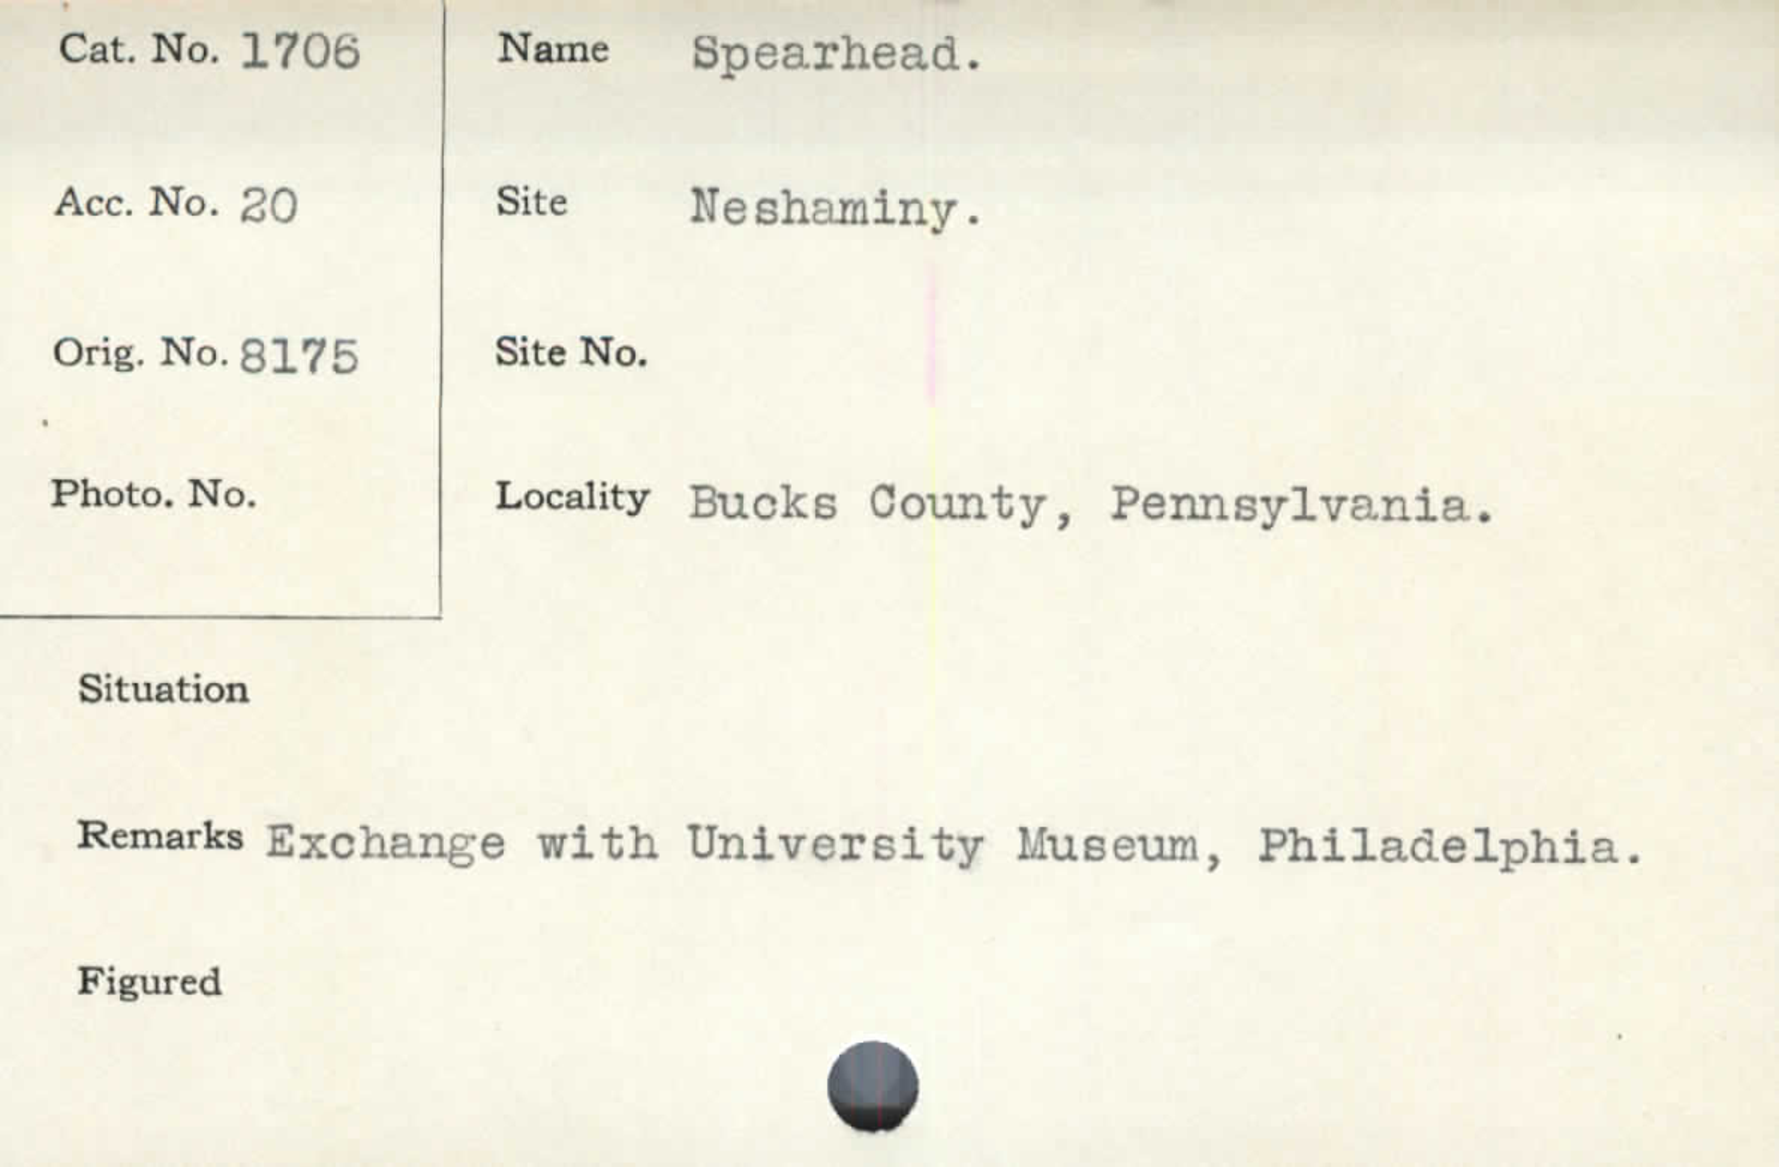 Cat. No. 1706
Name Spearhead.
Acc. No. 20
Site Neshaminy.
Orig. No. 8175
Site No.
Photo. No.
Locality Bucks County, Pennsylvania.
Situation
Remarks Exchange with University Museum, Philadelphia.
Figured